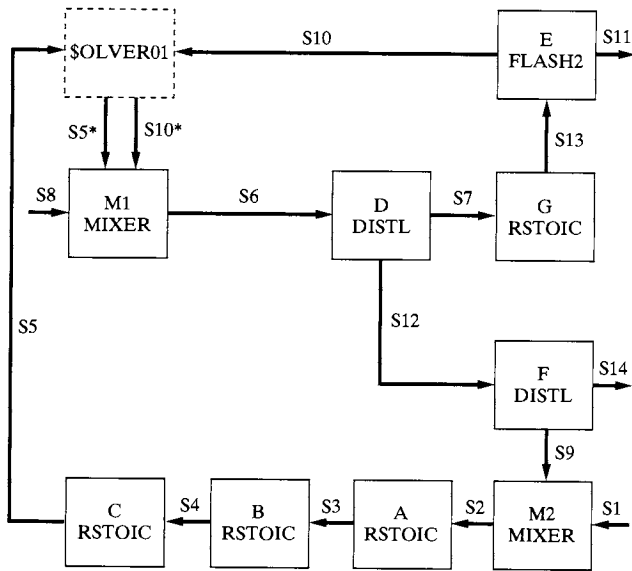 S10
$OLVER01
E
FLASH2
S11
S5*
S10*
S13
S8
M1
MIXER
S6
D
DISTL
S7
G
RSTOIC
S5
S12
F
DISTL
S14
S9
C
RSTOIC
S4
B
RSTOIC
S3
A
RSTOIC
S2
M2
MIXER
S1